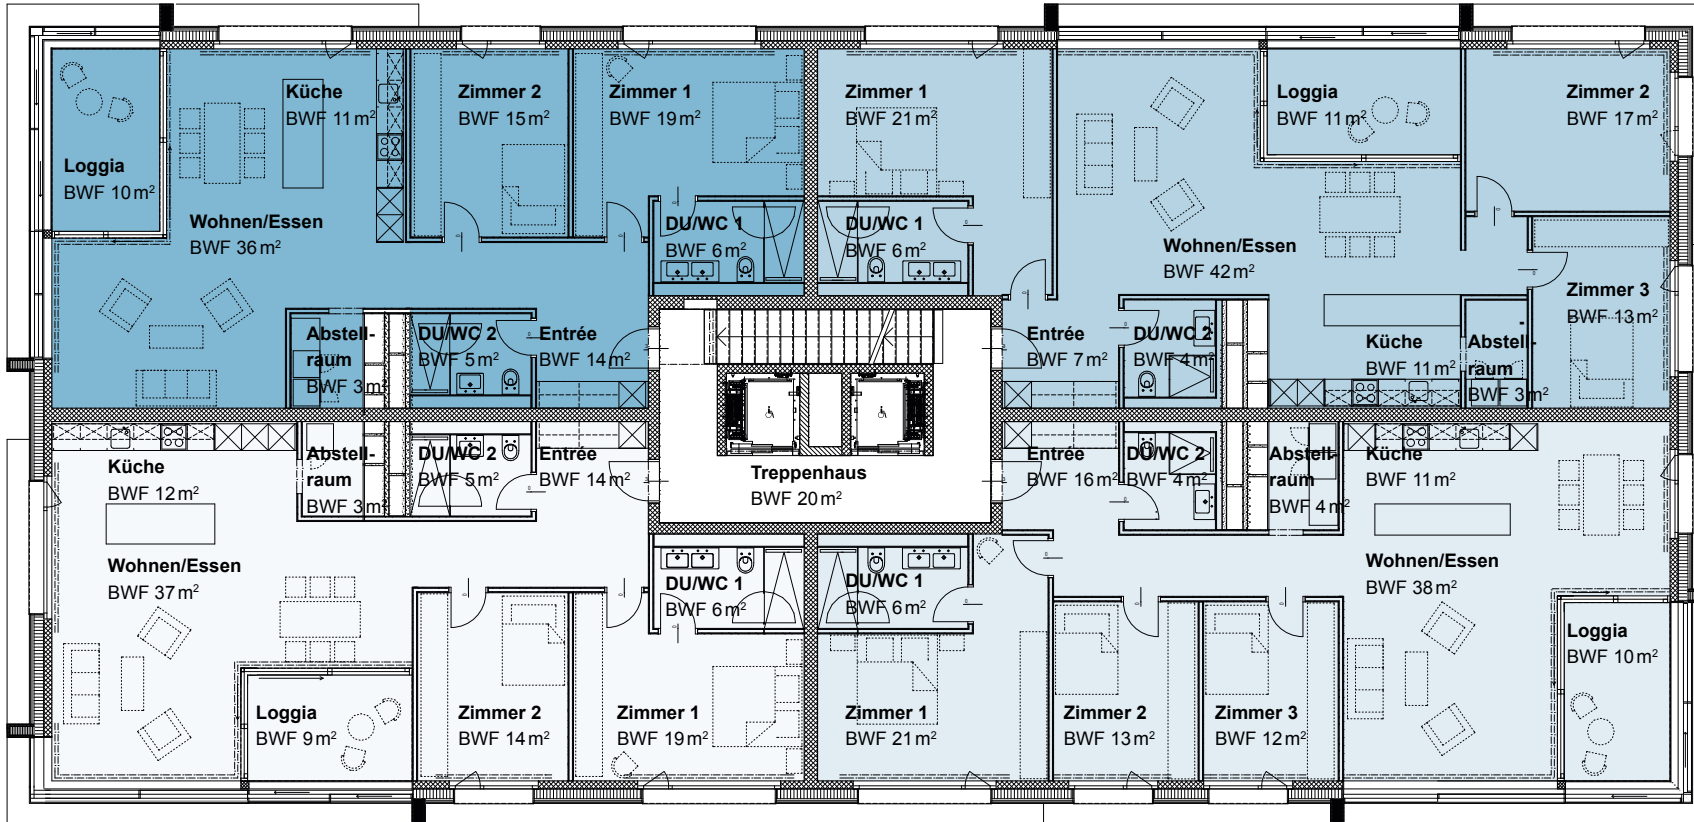 Loggia
BWF 10 m²
Küche
BWF 11 m²
Wohnen/Essen
BWF 36 m²
Zimmer 2
BWF 15 m²
Zimmer 1
BWF 19 m²
DU/WC 1
BWF 6 m²
Abstell-
raum
BWF 3 m²
DU/WC 2
BWF 5 m²
Entrée
BWF 14 m²
Zimmer 1
BWF 21 m²
DU/WC 1
BWF 6 m²
Loggia
BWF 11 m²
Zimmer 2
BWF 17 m²
Wohnen/Essen
BWF 42 m²
Zimmer 3
BWF 13 m²
Entrée
BWF 7 m²
DU/WC 2
BWF 4 m²
Küche
BWF 11 m²
Abstell-
raum
BWF 3 m²
Küche
BWF 12 m²
Abstell-
raum
BWF 3 m²
DU/WC 2
BWF 5 m²
Entrée
BWF 14 m²
Treppenhaus
BWF 20 m²
Entrée
BWF 16 m²
DU/WC 2
BWF 4 m²
Abstell-
raum
BWF 4 m²
Küche
BWF 11 m²
Wohnen/Essen
BWF 37 m²
DU/WC 1
BWF 6 m²
DU/WC 1
BWF 6 m²
Wohnen/Essen
BWF 38 m²
Loggia
BWF 10 m²
Loggia
BWF 9 m²
Zimmer 2
BWF 14 m²
Zimmer 1
BWF 19 m²
Zimmer 1
BWF 21 m²
Zimmer 2
BWF 13 m²
Zimmer 3
BWF 12 m²